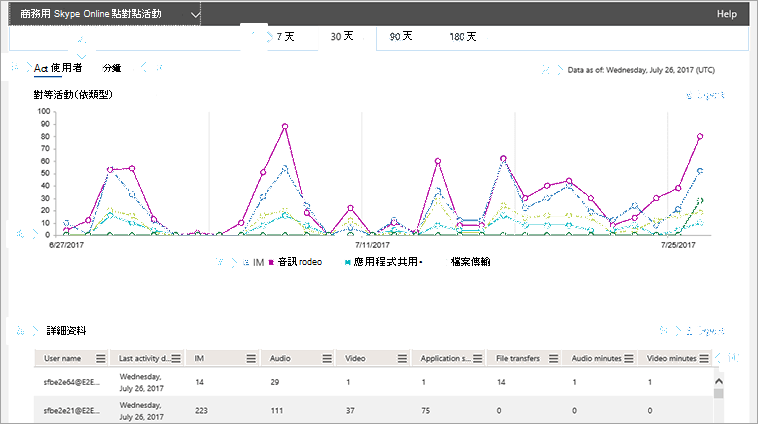 商務用 Skype Online 點對點活動 Help
7 天 30 天 90 天 180 天
使用者 分鐘 Data as of: Wednesday, July 26, 2017 (UTC)
對等活動(依類型)
100
90
80
70
60
50
40
30
20
10
0
6/27/2017 7/11/2017 7/25/2017
IM 音訊 rodeo 應用程式共用 檔案傳輸
詳細資料
User name Last activity d... IM Audio Video Application s... File transfers Audio minutes Video minutes
sfbe2e64@E2E... Wednesday, July 26, 2017 14 29 1 1 14 1 1
sfbe2e21@E2E... Wednesday, July 26, 2017 223 111 37 75 0 0 0